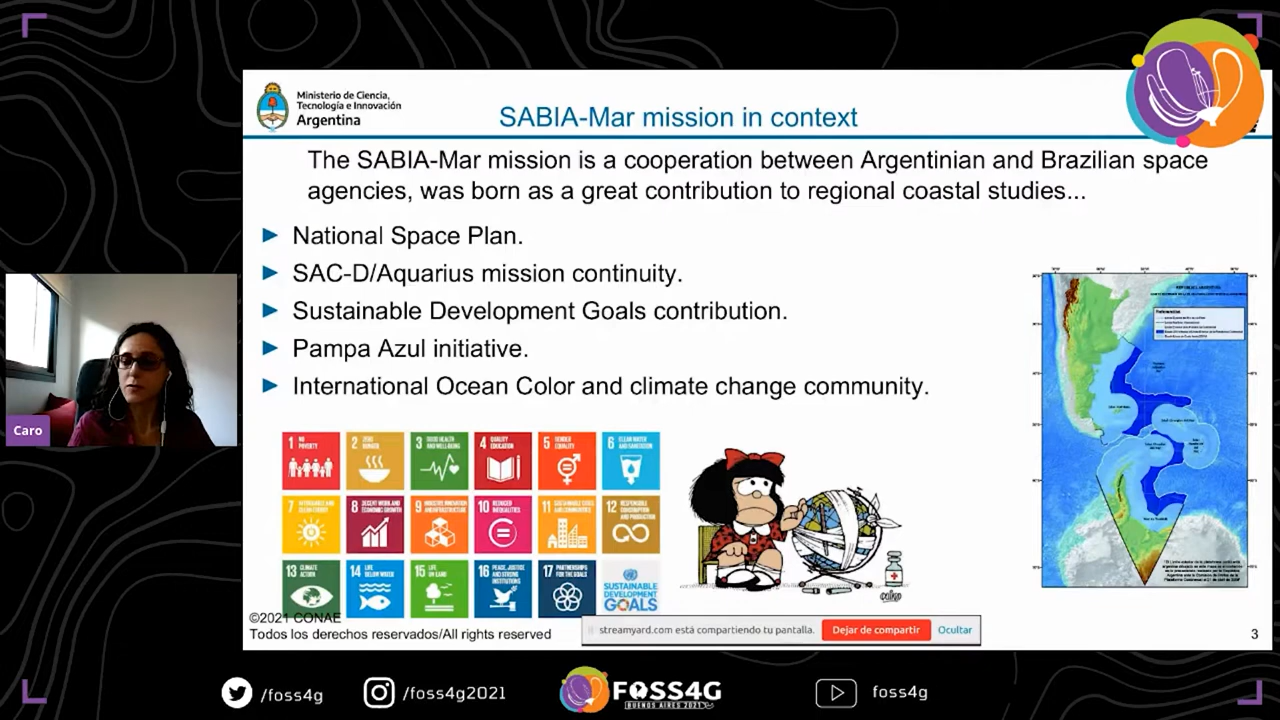 Ministerio de Ciencia,
Tecnología e Innovación
Argentina
SABIA-Mar mission in context
The SABIA-Mar mission is a cooperation between Argentinian and Brazilian space
agencies, was born as a great contribution to regional coastal studies...
National Space Plan.
SAC-D/Aquarius mission continuity.
Sustainable Development Goals contribution.
Pampa Azul initiative.
International Ocean Color and climate change community.
Caro
1 NO POVERTY
2 ZERO HUNGER
3 GOOD HEALTH AND WELL-BEING
4 QUALITY EDUCATION
5 GENDER EQUALITY
6 CLEAN WATER AND SANITATION
7 AFFORDABLE AND CLEAN ENERGY
8 DECENT WORK AND ECONOMIC GROWTH
9 INDUSTRY, INNOVATION AND INFRASTRUCTURE
10 REDUCED INEQUALITIES
11 SUSTAINABLE CITIES AND COMMUNITIES
12 RESPONSIBLE CONSUMPTION AND PRODUCTION
13 CLIMATE ACTION
14 LIFE BELOW WATER
15 LIFE ON LAND
16 PEACE, JUSTICE AND STRONG INSTITUTIONS
17 PARTNERSHIPS FOR THE GOALS
SUSTAINABLE
DEVELOPMENT
GOALS
Referencias
©2021 CONAE
Todos los derechos reservados/All rights reserved
streamyard.com está compartiendo tu pantalla.
Dejar de compartir
Ocultar
3
/foss4g
/foss4g2021
FOSS4G
BUENOS AIRES 2021
foss4g